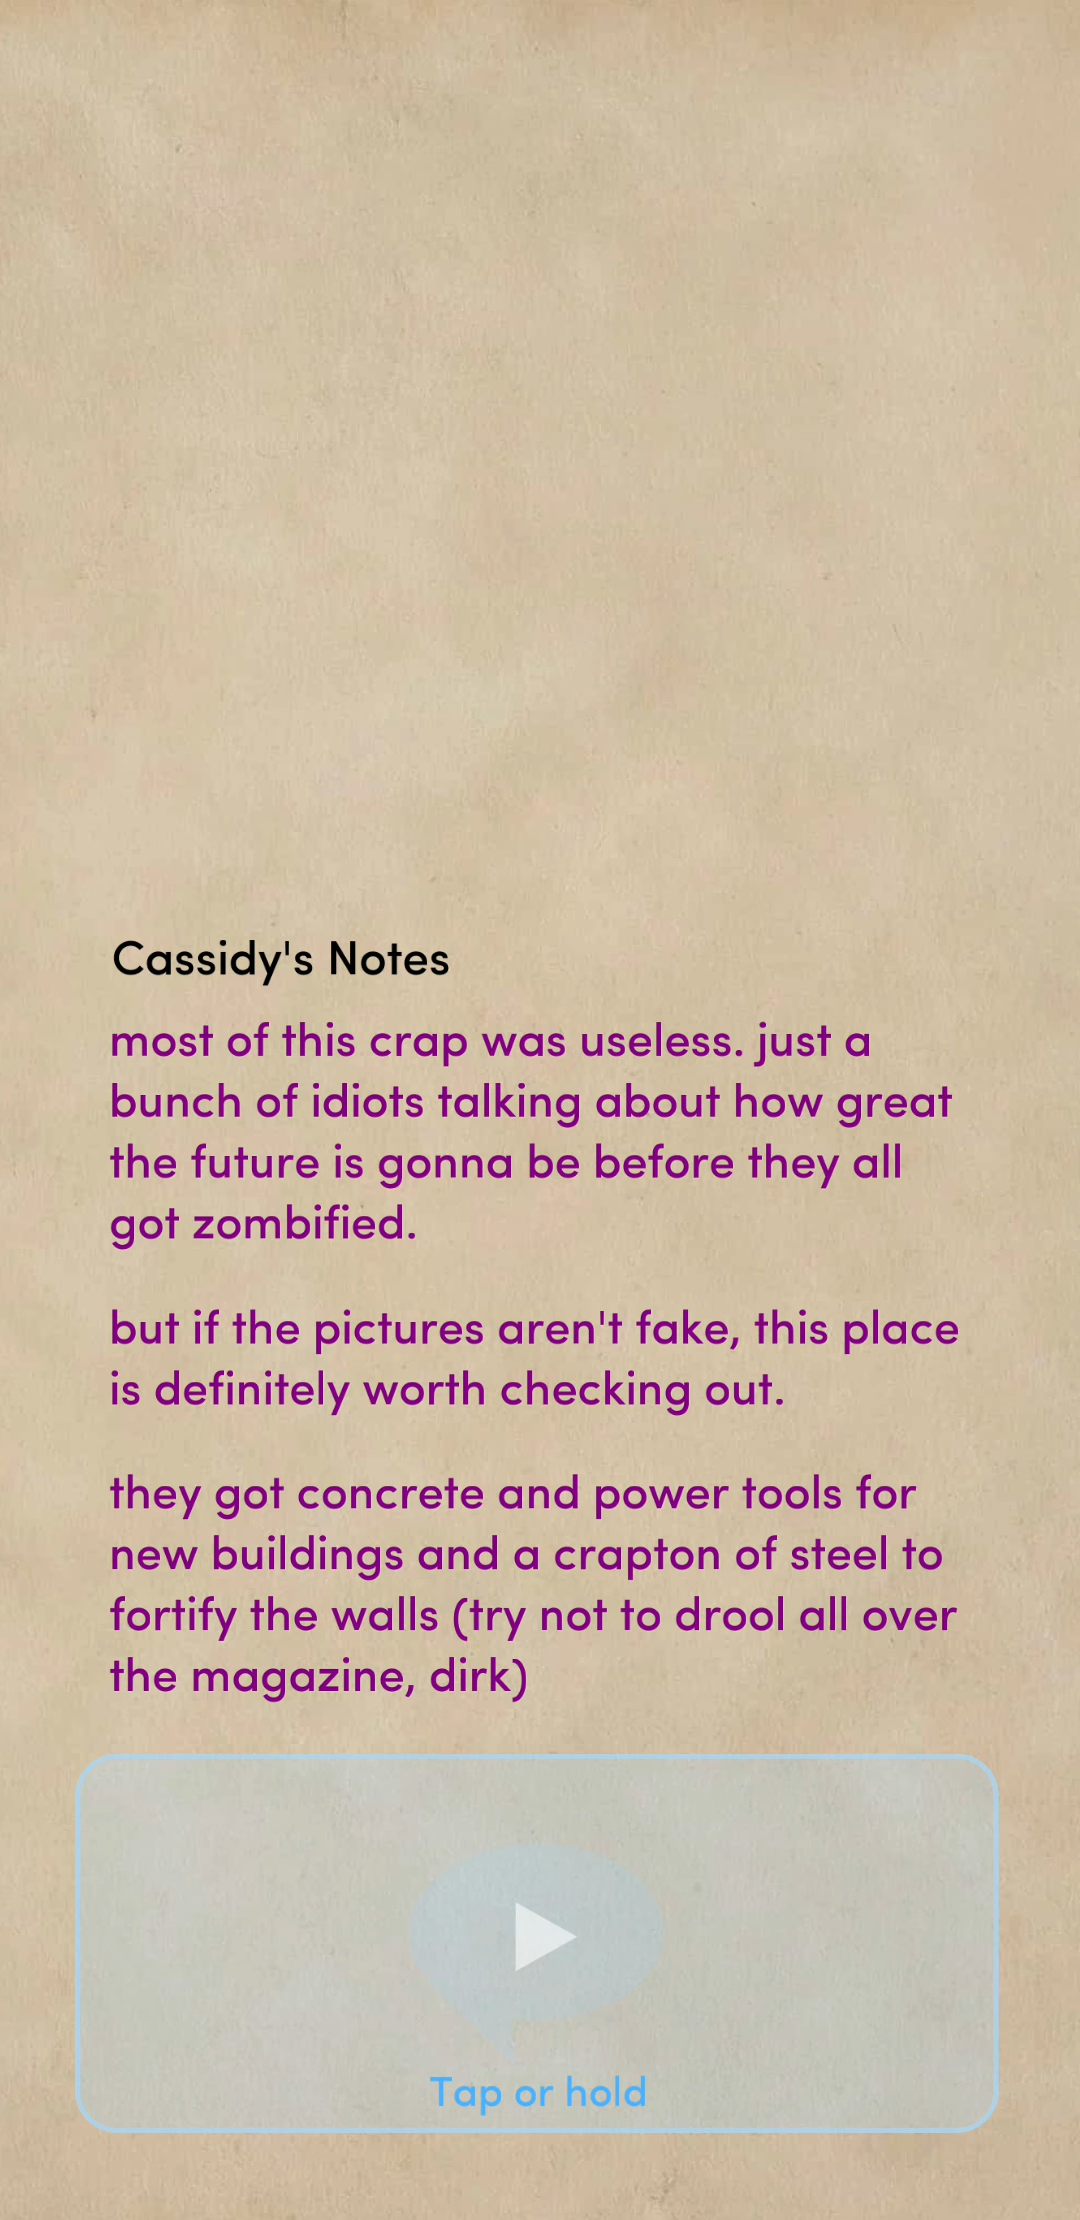 Cassidy's Notes
most of this crap was useless. just a
bunch of idiots talking about how great
the future is gonna be before they all
got zombified.
but if the pictures aren't fake, this place
is definitely worth checking out.
they got concrete and power tools for
new buildings and a crapton of steel to
fortify the walls (try not to drool all over
the magazine, dirk)
Tap or hold